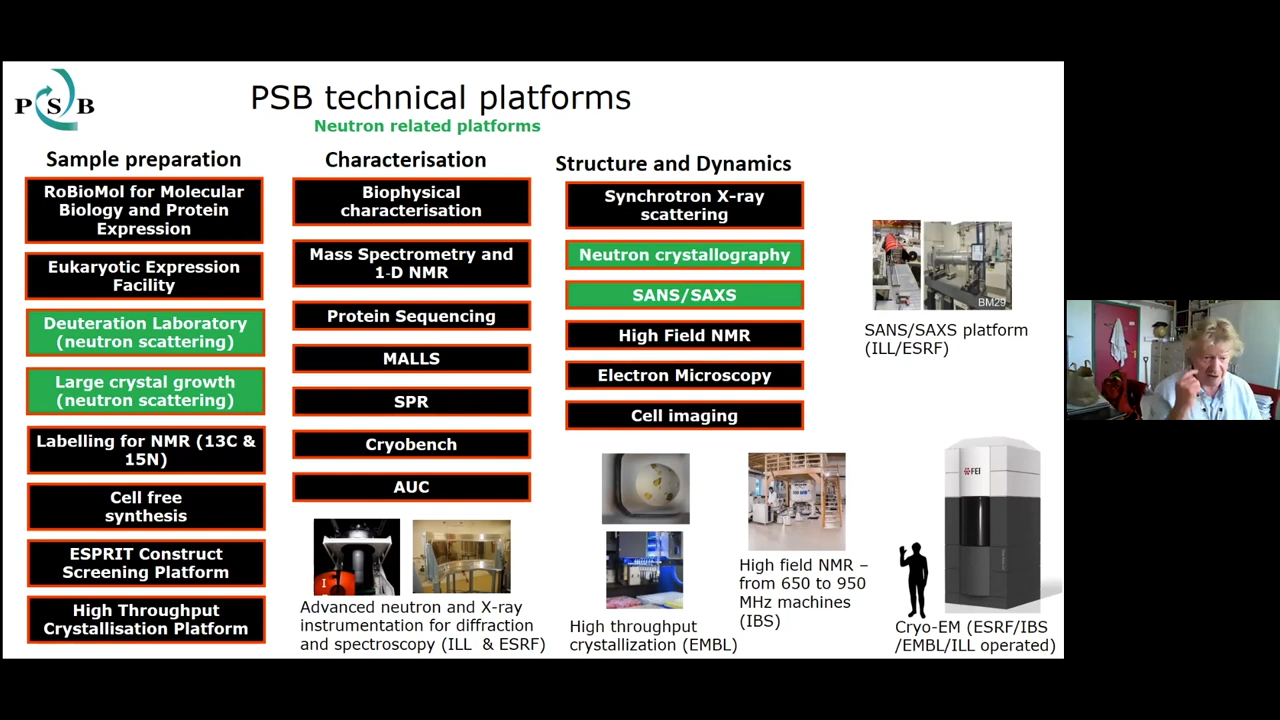 P S B
PSB technical platforms
Neutron related platforms
Sample preparation
RoBioMol for Molecular
Biology and Protein
Expression
Eukaryotic Expression
Facility
Deuteration Laboratory
(neutron scattering)
Large crystal growth
(neutron scattering)
Labelling for NMR (13C &
15N)
Cell free
synthesis
ESPRIT Construct
Screening Platform
High Throughput
Crystallisation Platform
Characterisation
Biophysical
characterisation
Mass Spectrometry and
1-D NMR
Protein Sequencing
MALLS
SPR
Cryobench
AUC
Advanced neutron and X-ray
instrumentation for diffraction
and spectroscopy (ILL & ESRF)
Structure and Dynamics
Synchrotron X-ray
scattering
Neutron crystallography
SANS/SAXS
High Field NMR
Electron Microscopy
Cell imaging
High throughput
crystallization (EMBL)
High field NMR –
from 650 to 950
MHz machines
(IBS)
BM29
SANS/SAXS platform
(ILL/ESRF)
FEI
Cryo-EM (ESRF/IBS
/EMBL/ILL operated)